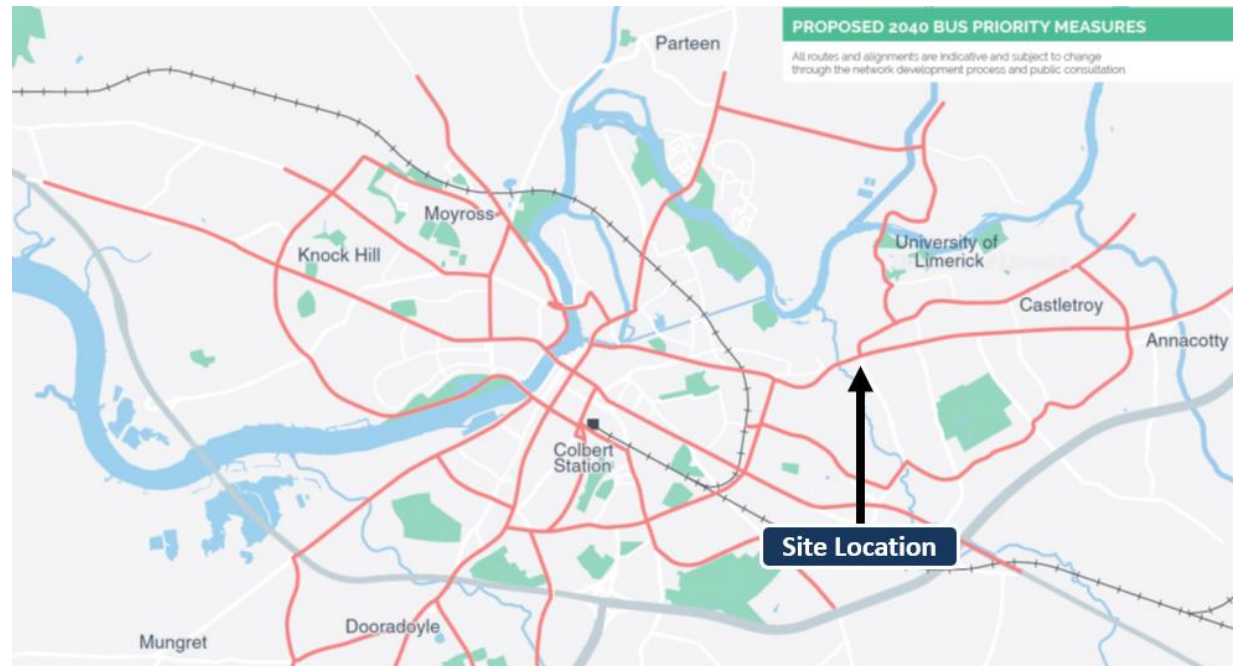 PROPOSED 2040 BUS PRIORITY MEASURES
All routes and alignments are indicative and subject to change
through the network development process and public consultation
Parteen
Moyross
Knock Hill
University of
Limerick
Castletroy
Annacotty
Colbert
Station
Site Location
Dooradoyle
Mungret